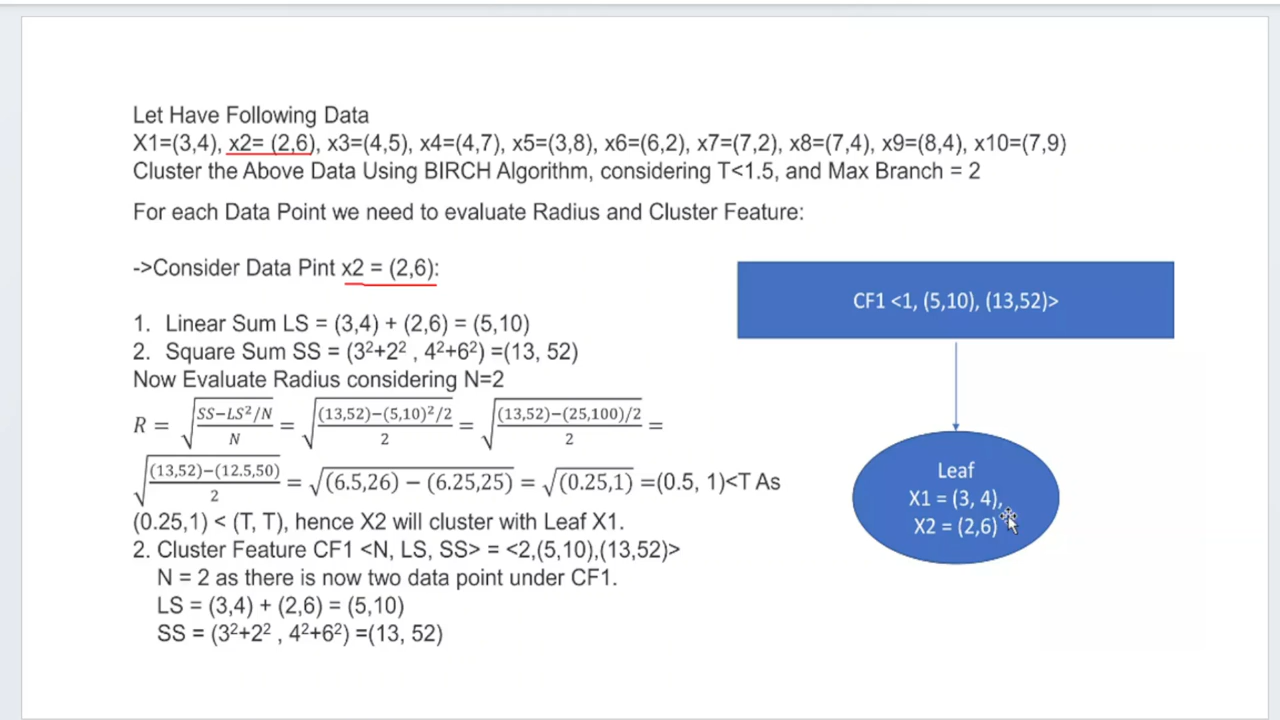 Let Have Following Data
X1=(3,4), x2= (2,6), x3=(4,5), x4=(4,7), x5=(3,8), x6=(6,2), x7=(7,2), x8=(7,4), x9=(8,4), x10=(7,9)
Cluster the Above Data Using BIRCH Algorithm, considering T<1.5, and Max Branch = 2
For each Data Point we need to evaluate Radius and Cluster Feature:
->Consider Data Pint x2 = (2,6):
1. Linear Sum LS = (3,4) + (2,6) = (5,10)
2. Square Sum SS = (3²+2² , 4²+6²) =(13, 52)
Now Evaluate Radius considering N=2
R = √((SS−LS²/N)/N) = √(((13,52)−(5,10)²/2)/2) = √(((13,52)−(25,100)/2)/2) =
√(((13,52)−(12.5,50))/2) = √((6.5,26) − (6.25,25)) = √(0.25,1) =(0.5, 1)<T As
(0.25,1) < (T, T), hence X2 will cluster with Leaf X1.
2. Cluster Feature CF1 <N, LS, SS> = <2,(5,10),(13,52)>
N = 2 as there is now two data point under CF1.
LS = (3,4) + (2,6) = (5,10)
SS = (3²+2² , 4²+6²) =(13, 52)
CF1 <1, (5,10), (13,52)>
Leaf
X1 = (3, 4),
X2 = (2,6)